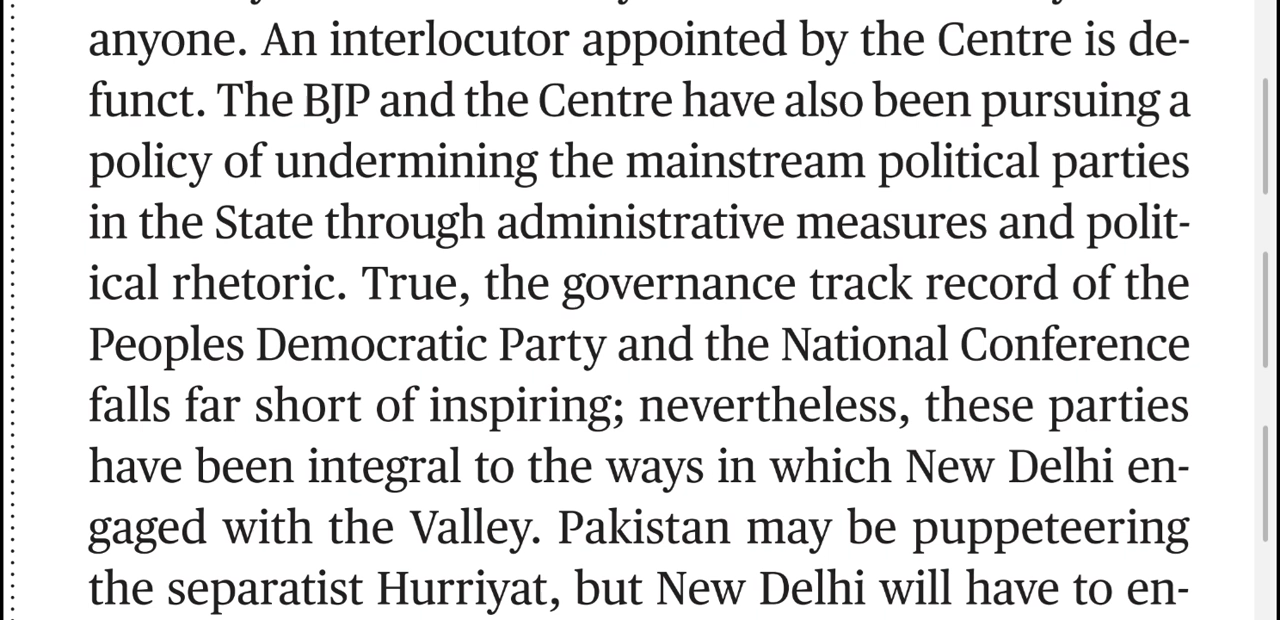 anyone. An interlocutor appointed by the Centre is de-
funct. The BJP and the Centre have also been pursuing a
policy of undermining the mainstream political parties
in the State through administrative measures and polit-
ical rhetoric. True, the governance track record of the
Peoples Democratic Party and the National Conference
falls far short of inspiring; nevertheless, these parties
have been integral to the ways in which New Delhi en-
gaged with the Valley. Pakistan may be puppeteering
the separatist Hurriyat, but New Delhi will have to en-